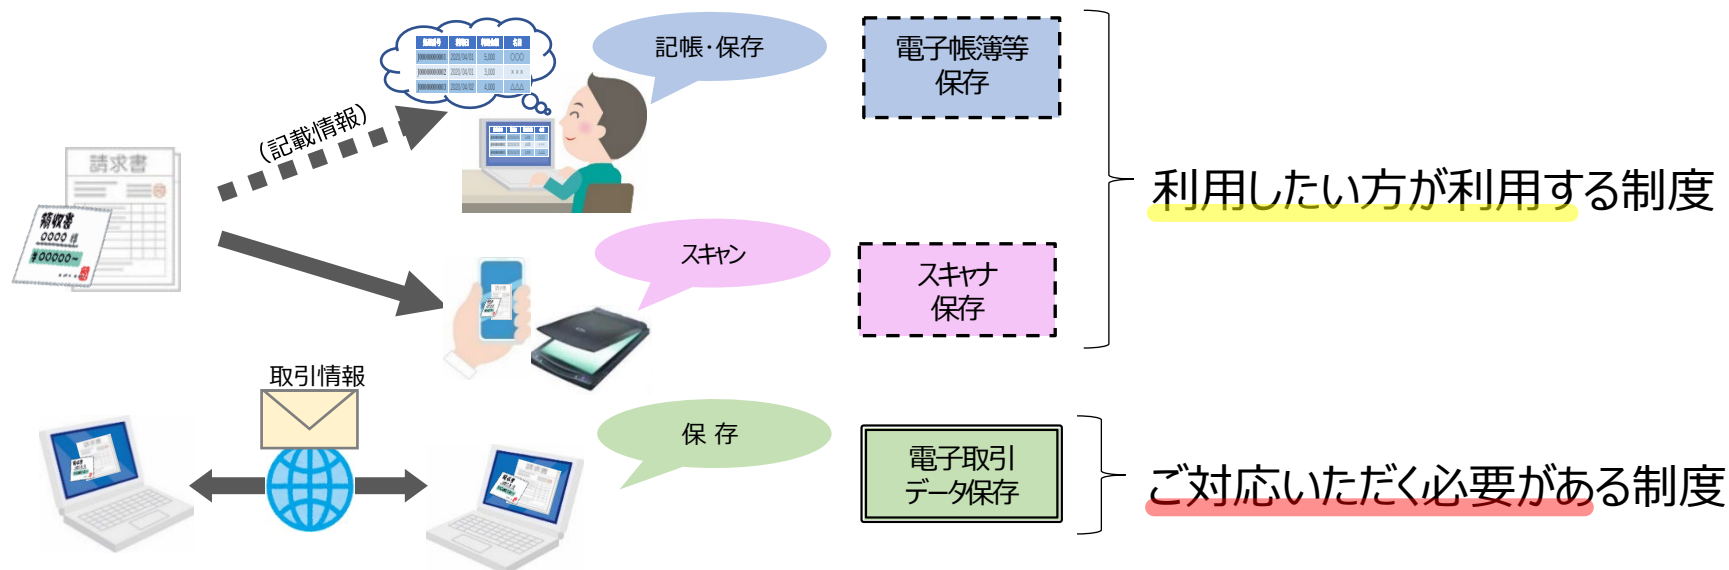 記帳・保存
電子帳簿等
保存
(記載情報)
請求書
領収書
スキャン
スキャナ
保存
利用したい方が利用する制度
取引情報
保 存
電子取引
データ保存
ご対応いただく必要がある制度